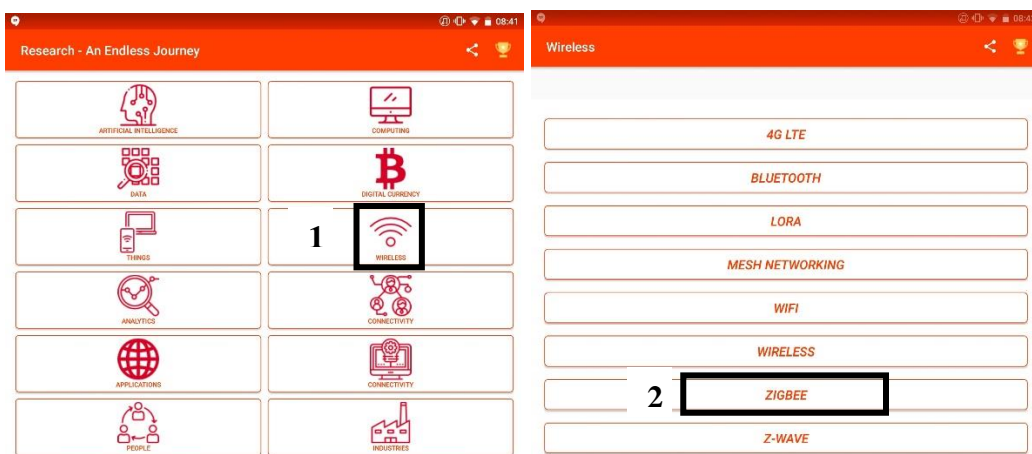 08:41
Research - An Endless Journey
ARTIFICIAL INTELLIGENCE
COMPUTING
DATA
DIGITAL CURRENCY
THINGS
1
WIRELESS
ANALYTICS
CONNECTIVITY
APPLICATIONS
CONNECTIVITY
PEOPLE
INDUSTRIES
Wireless
4G LTE
BLUETOOTH
LORA
MESH NETWORKING
WIFI
WIRELESS
2
ZIGBEE
Z-WAVE